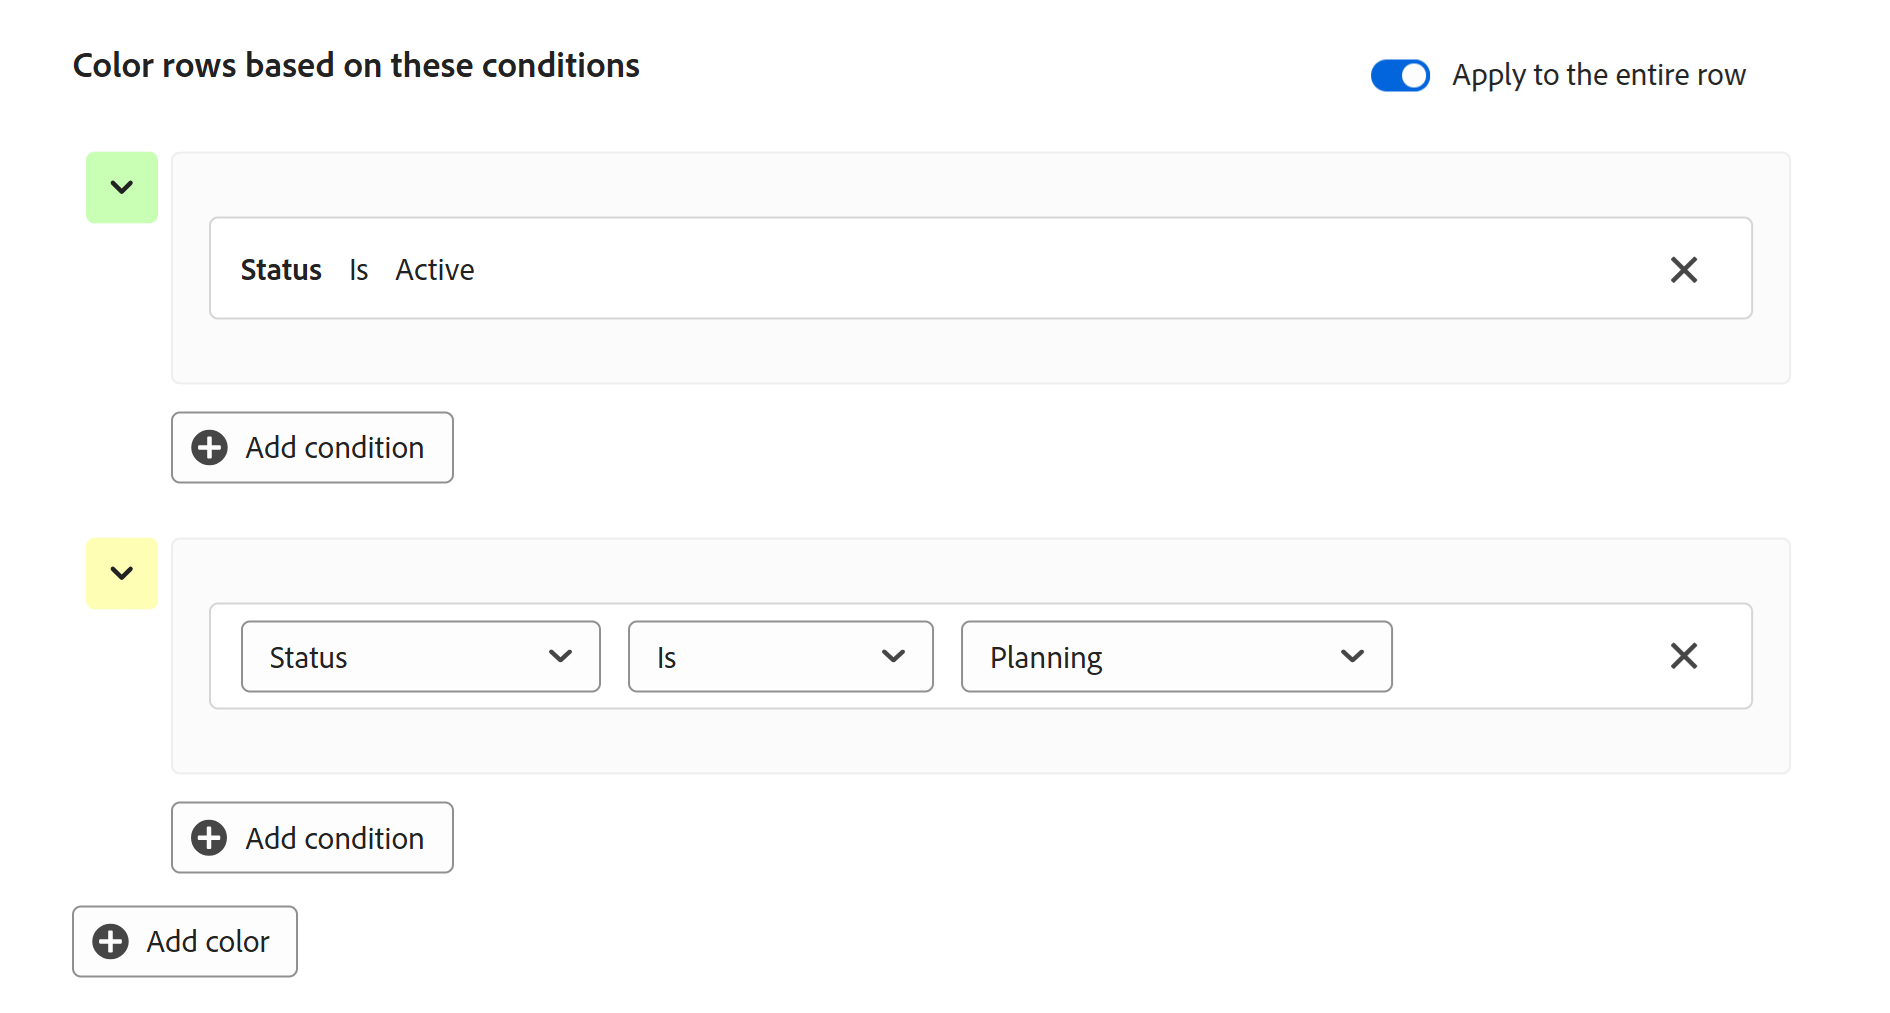 Color rows based on these conditions
Apply to the entire row
Status Is Active
Add condition
Status Is Planning
Add condition
Add color